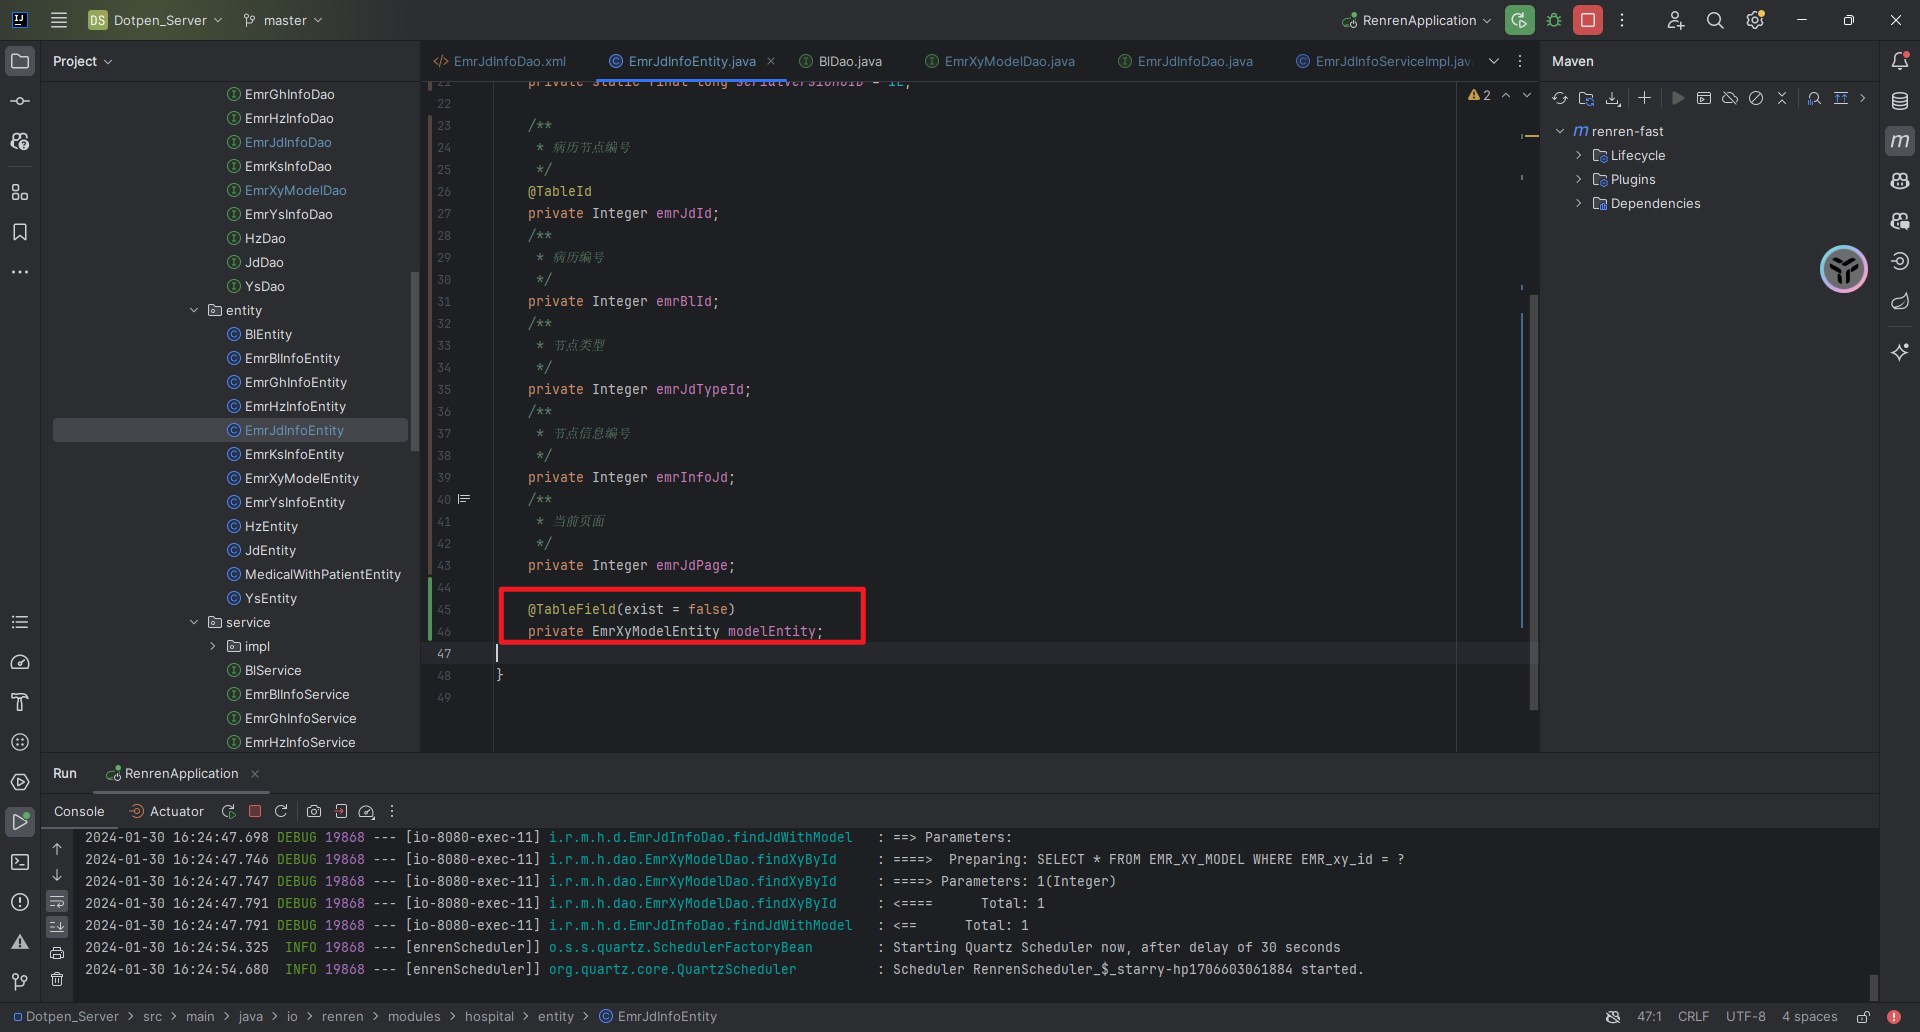 DS Dotpen_Server master RenrenApplication
Project
EmrJdInfoDao.xml EmrJdInfoEntity.java BlDao.java EmrXyModelDao.java EmrJdInfoDao.java EmrJdInfoServiceImpl.java
Maven
EmrGhInfoDao
EmrHzInfoDao
EmrJdInfoDao
EmrKsInfoDao
EmrXyModelDao
EmrYsInfoDao
HzDao
JdDao
YsDao
entity
BlEntity
EmrBlInfoEntity
EmrGhInfoEntity
EmrHzInfoEntity
EmrJdInfoEntity
EmrKsInfoEntity
EmrXyModelEntity
EmrYsInfoEntity
HzEntity
JdEntity
MedicalWithPatientEntity
YsEntity
service
impl
BlService
EmrBlInfoService
EmrGhInfoService
EmrHzInfoService
21 private static final long serialVersionUID = 1L;
22
23 /**
24 * 病历节点编号
25 */
26 @TableId
27 private Integer emrJdId;
28 /**
29 * 病历编号
30 */
31 private Integer emrBlId;
32 /**
33 * 节点类型
34 */
35 private Integer emrJdTypeId;
36 /**
37 * 节点信息编号
38 */
39 private Integer emrInfoJd;
40 /**
41 * 当前页面
42 */
43 private Integer emrJdPage;
44
45 @TableField(exist = false)
46 private EmrXyModelEntity modelEntity;
47
48 }
49
2
m renren-fast
Lifecycle
Plugins
Dependencies
Run RenrenApplication
Console Actuator
2024-01-30 16:24:47.698 DEBUG 19868 --- [io-8080-exec-11] i.r.m.h.d.EmrJdInfoDao.findJdWithModel : ==> Parameters:
2024-01-30 16:24:47.746 DEBUG 19868 --- [io-8080-exec-11] i.r.m.h.dao.EmrXyModelDao.findXyById : ====> Preparing: SELECT * FROM EMR_XY_MODEL WHERE EMR_xy_id = ?
2024-01-30 16:24:47.747 DEBUG 19868 --- [io-8080-exec-11] i.r.m.h.dao.EmrXyModelDao.findXyById : ====> Parameters: 1(Integer)
2024-01-30 16:24:47.791 DEBUG 19868 --- [io-8080-exec-11] i.r.m.h.dao.EmrXyModelDao.findXyById : <==== Total: 1
2024-01-30 16:24:47.791 DEBUG 19868 --- [io-8080-exec-11] i.r.m.h.d.EmrJdInfoDao.findJdWithModel : <== Total: 1
2024-01-30 16:24:54.325 INFO 19868 --- [enrenScheduler]] o.s.s.quartz.SchedulerFactoryBean : Starting Quartz Scheduler now, after delay of 30 seconds
2024-01-30 16:24:54.680 INFO 19868 --- [enrenScheduler]] org.quartz.core.QuartzScheduler : Scheduler RenrenScheduler_$_starry-hp1706603061884 started.
Dotpen_Server > src > main > java > io > renren > modules > hospital > entity > EmrJdInfoEntity 47:1 CRLF UTF-8 4 spaces